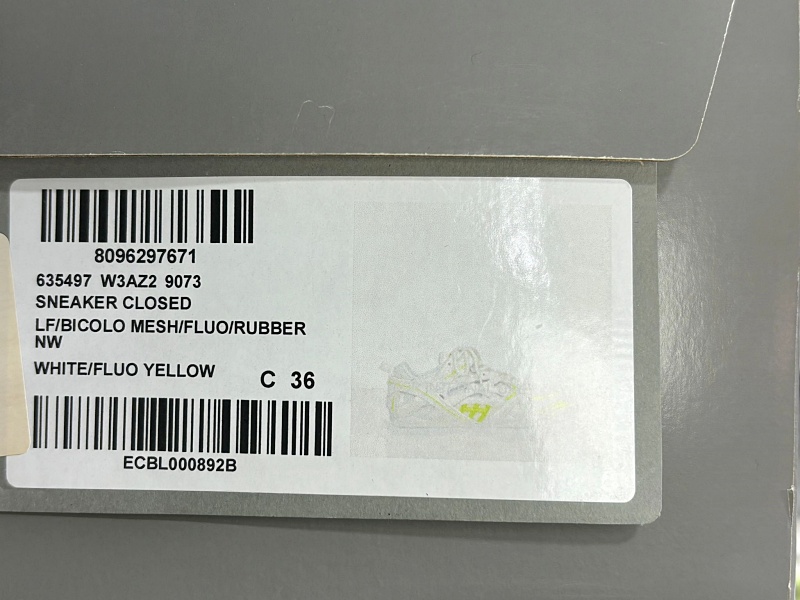 8096297671
635497 W3AZ2 9073
SNEAKER CLOSED
LF/BICOLO MESH/FLUO/RUBBER
NW
WHITE/FLUO YELLOW
C 36
ECBL000892B